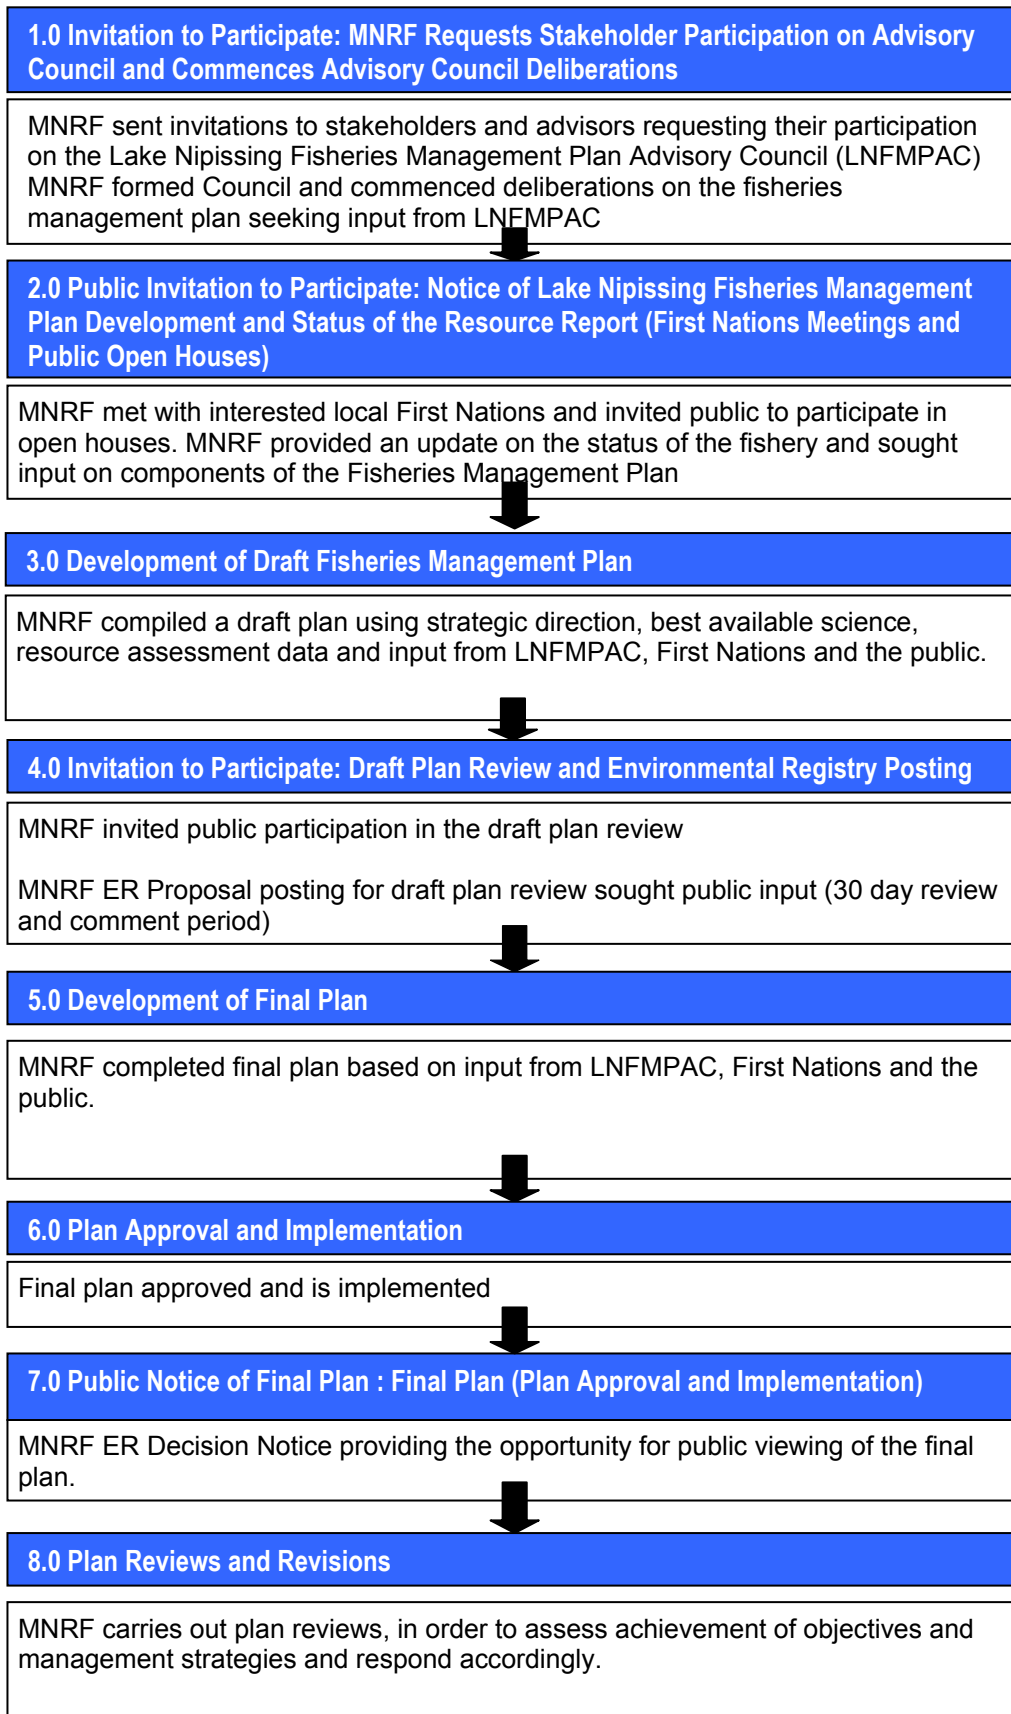 1.0 Invitation to Participate: MNRF Requests Stakeholder Participation on Advisory
Council and Commences Advisory Council Deliberations
MNRF sent invitations to stakeholders and advisors requesting their participation
on the Lake Nipissing Fisheries Management Plan Advisory Council (LNFMPAC)
MNRF formed Council and commenced deliberations on the fisheries
management plan seeking input from LNFMPAC
2.0 Public Invitation to Participate: Notice of Lake Nipissing Fisheries Management
Plan Development and Status of the Resource Report (First Nations Meetings and
Public Open Houses)
MNRF met with interested local First Nations and invited public to participate in
open houses. MNRF provided an update on the status of the fishery and sought
input on components of the Fisheries Management Plan
3.0 Development of Draft Fisheries Management Plan
MNRF compiled a draft plan using strategic direction, best available science,
resource assessment data and input from LNFMPAC, First Nations and the public.
4.0 Invitation to Participate: Draft Plan Review and Environmental Registry Posting
MNRF invited public participation in the draft plan review
MNRF ER Proposal posting for draft plan review sought public input (30 day review
and comment period)
5.0 Development of Final Plan
MNRF completed final plan based on input from LNFMPAC, First Nations and the
public.
6.0 Plan Approval and Implementation
Final plan approved and is implemented
7.0 Public Notice of Final Plan : Final Plan (Plan Approval and Implementation)
MNRF ER Decision Notice providing the opportunity for public viewing of the final
plan.
8.0 Plan Reviews and Revisions
MNRF carries out plan reviews, in order to assess achievement of objectives and
management strategies and respond accordingly.